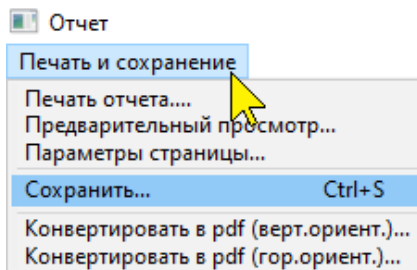 Отчет
Печать и сохранение
Печать отчета....
Предварительный просмотр...
Параметры страницы...
Сохранить... Ctrl+S
Конвертировать в pdf (верт.ориент.)...
Конвертировать в pdf (гор.ориент.)...